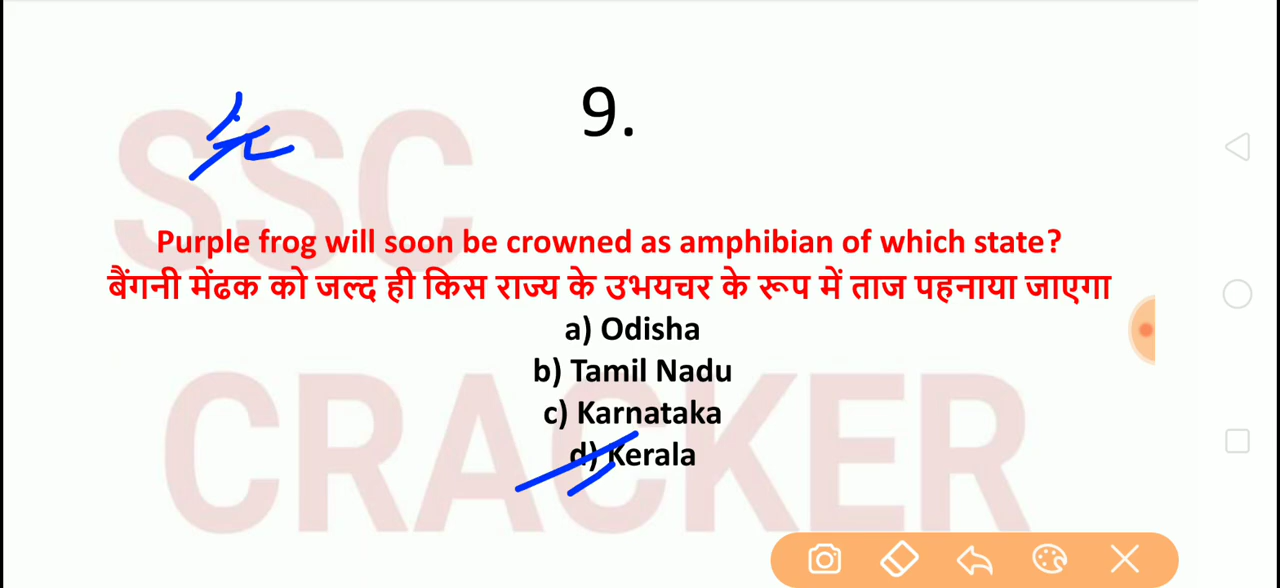 SSC
CRACKER
9.
Purple frog will soon be crowned as amphibian of which state?
बैंगनी मेंढक को जल्द ही किस राज्य के उभयचर के रूप में ताज पहनाया जाएगा
a) Odisha
b) Tamil Nadu
c) Karnataka
d) Kerala